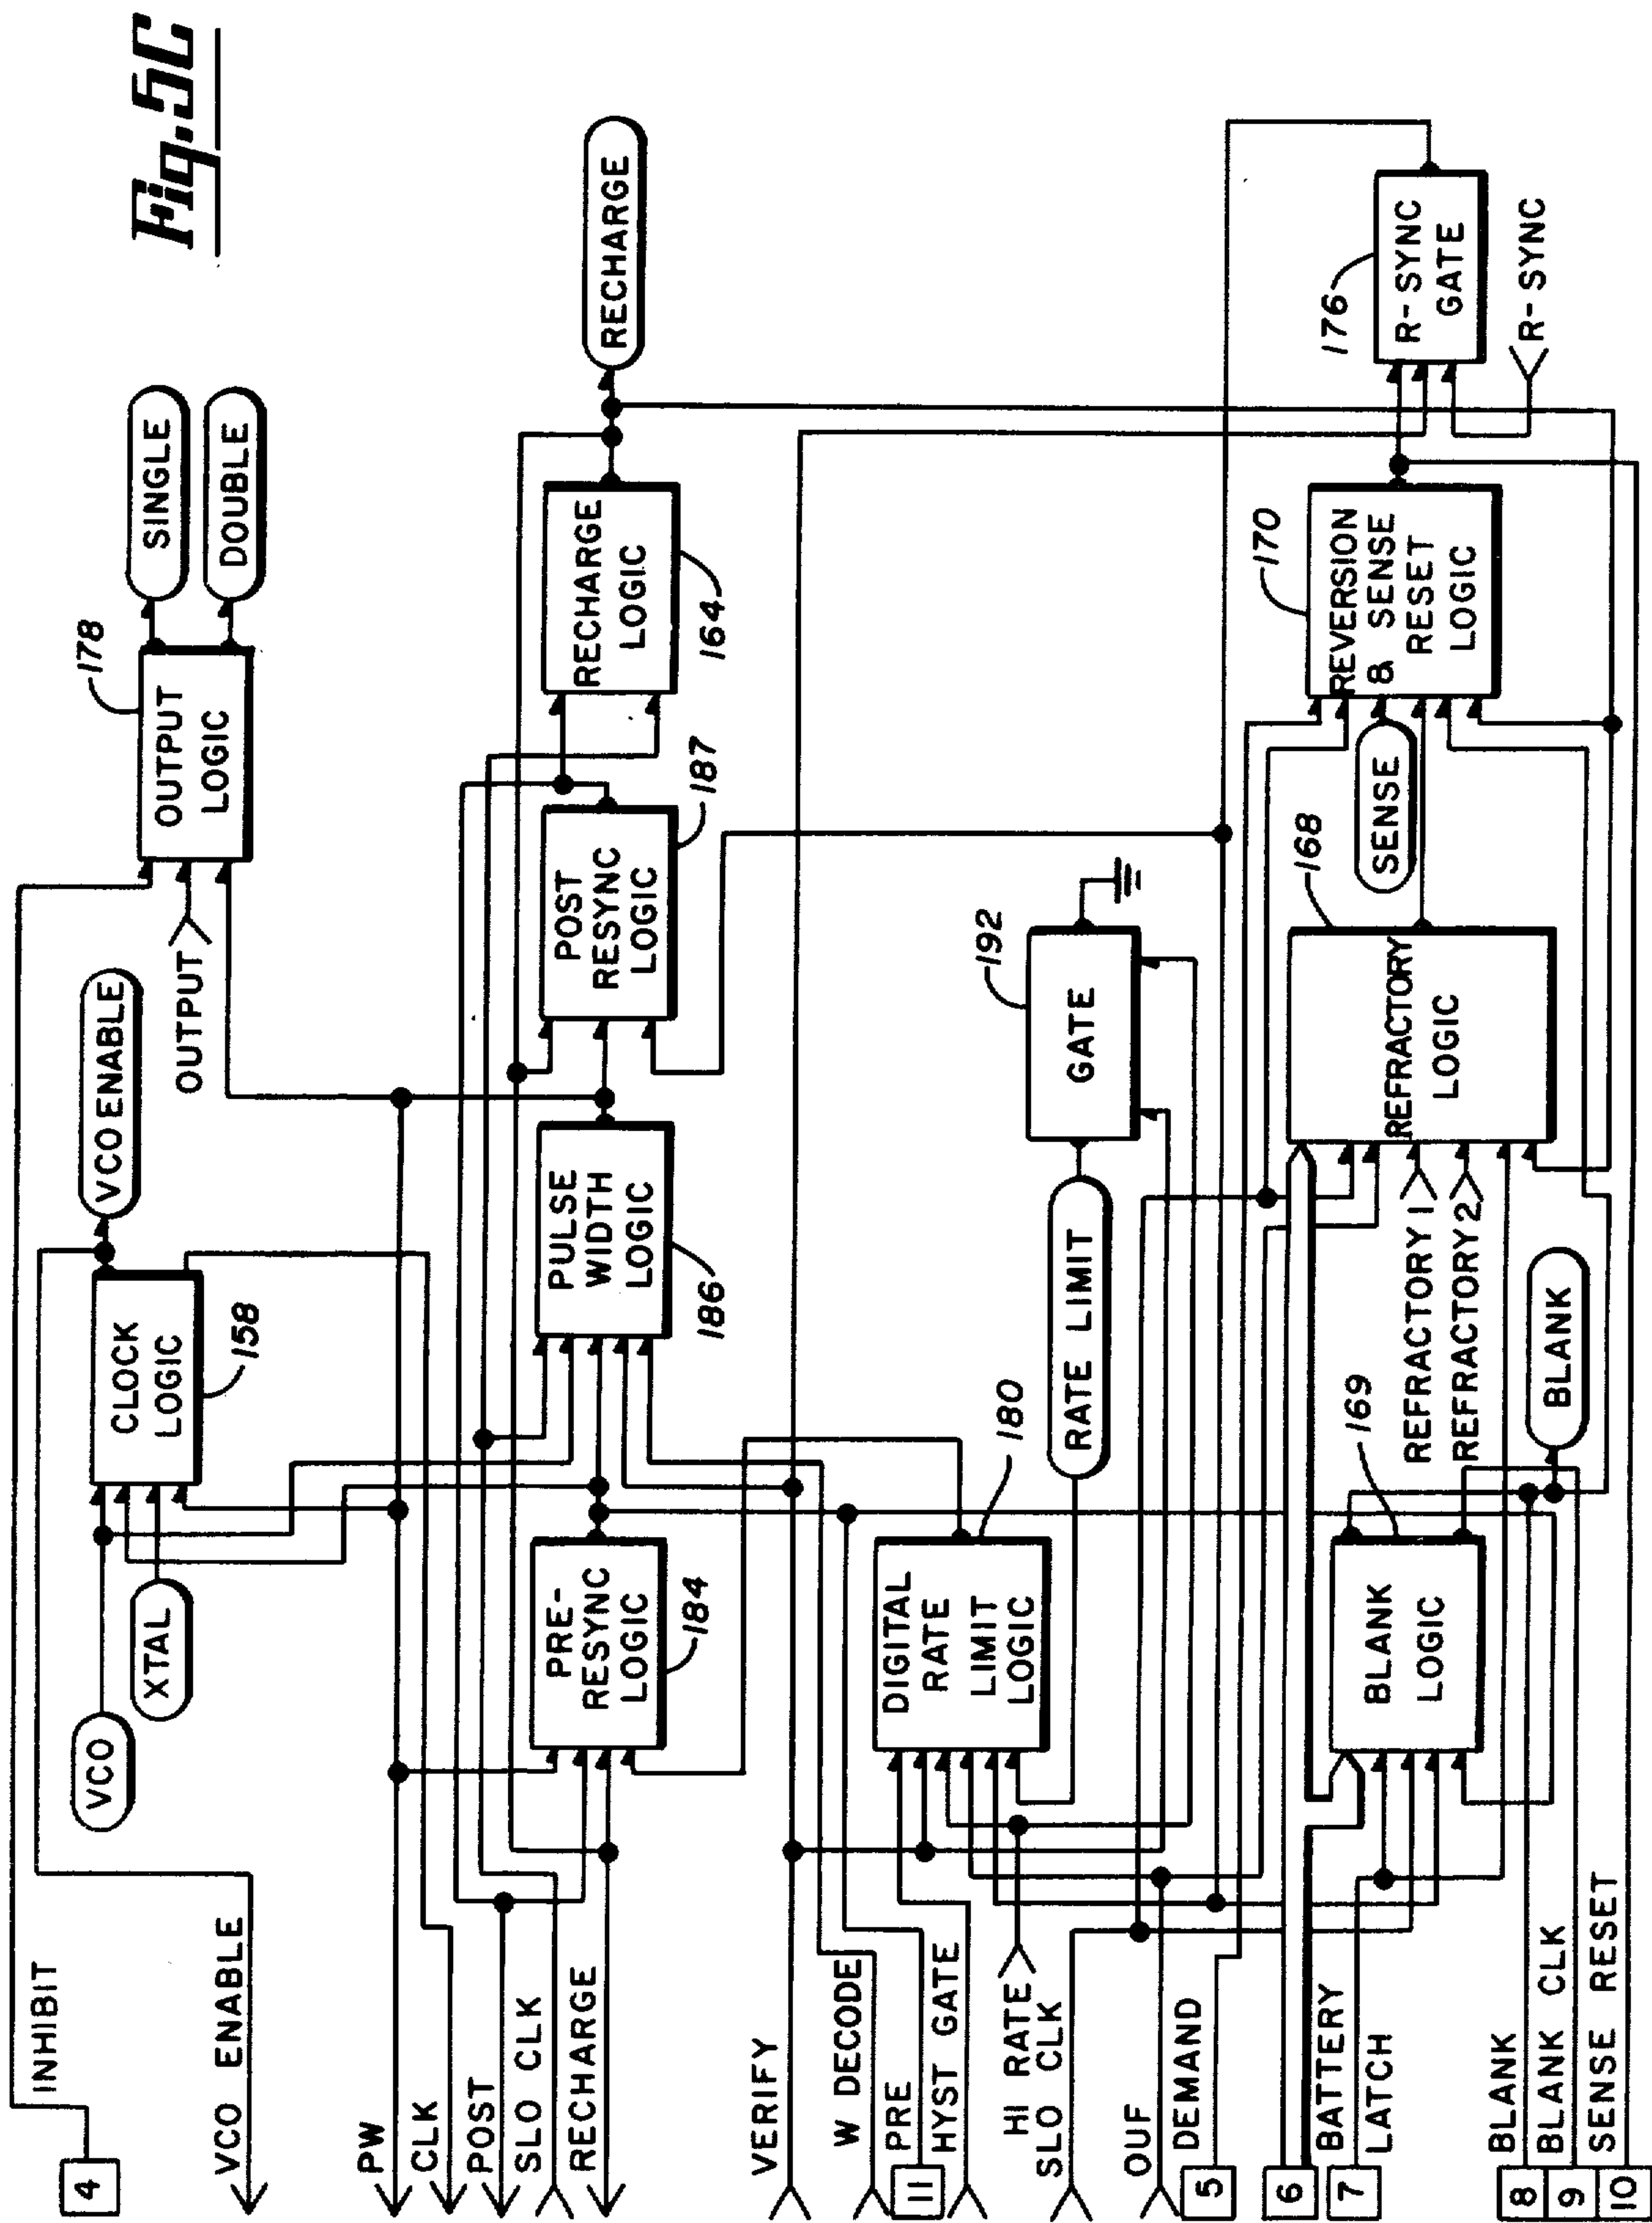 Fig. 5C
4
INHIBIT
VCO ENABLE
VCO
XTAL
CLOCK
LOGIC
158
VCO ENABLE
OUTPUT
OUTPUT
LOGIC
178
SINGLE
DOUBLE
PW
CLK
POST
SLO CLK
RECHARGE
PRE-
RESYNC
LOGIC
184
PULSE
WIDTH
LOGIC
186
POST
RESYNC
LOGIC
187
RECHARGE
LOGIC
164
RECHARGE
VERIFY
W DECODE
PRE
11
HYST GATE
HI RATE
SLO CLK
OUF
DEMAND
5
DIGITAL
RATE
LIMIT
LOGIC
180
RATE LIMIT
GATE
192
6
BATTERY
7
LATCH
BLANK
LOGIC
169
BLANK
REFRACTORY 1
REFRACTORY 2
REFRACTORY
LOGIC
168
SENSE
REVERSION
& SENSE
RESET
LOGIC
170
R-SYNC
GATE
176
R-SYNC
BLANK
8
BLANK CLK
9
SENSE RESET
10